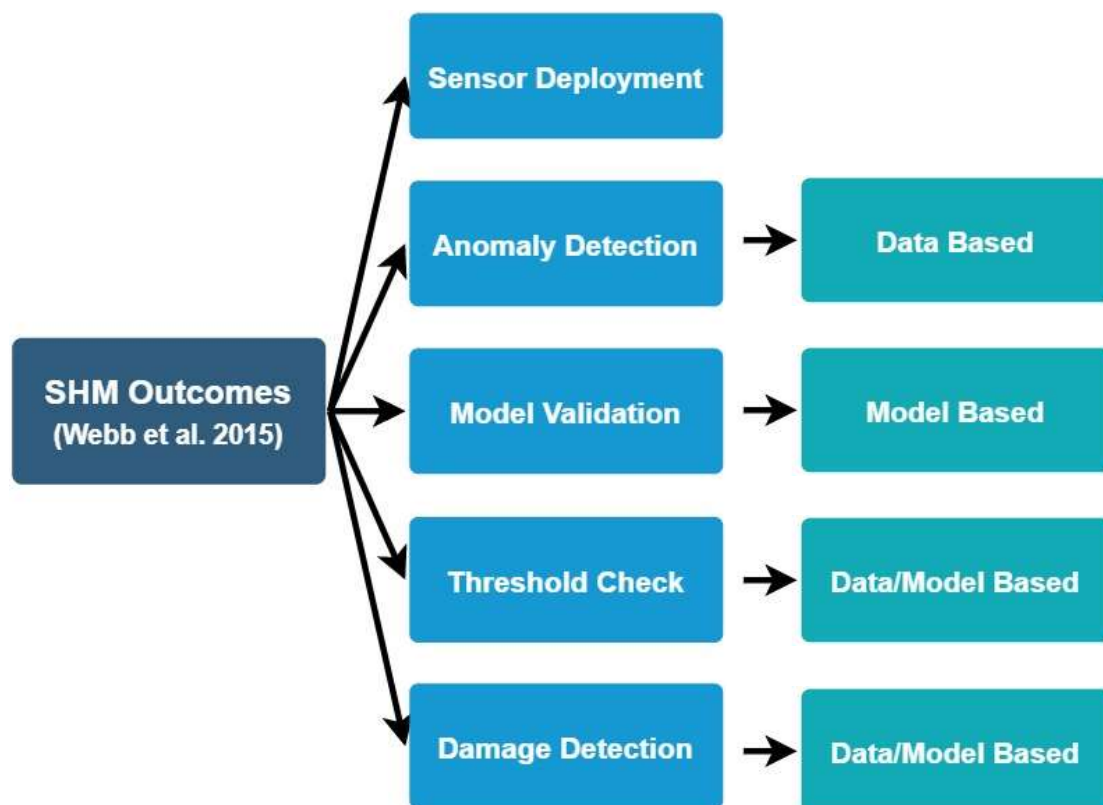 Sensor Deployment
Anomaly Detection
Data Based
SHM Outcomes
(Webb et al. 2015)
Model Validation
Model Based
Threshold Check
Data/Model Based
Damage Detection
Data/Model Based